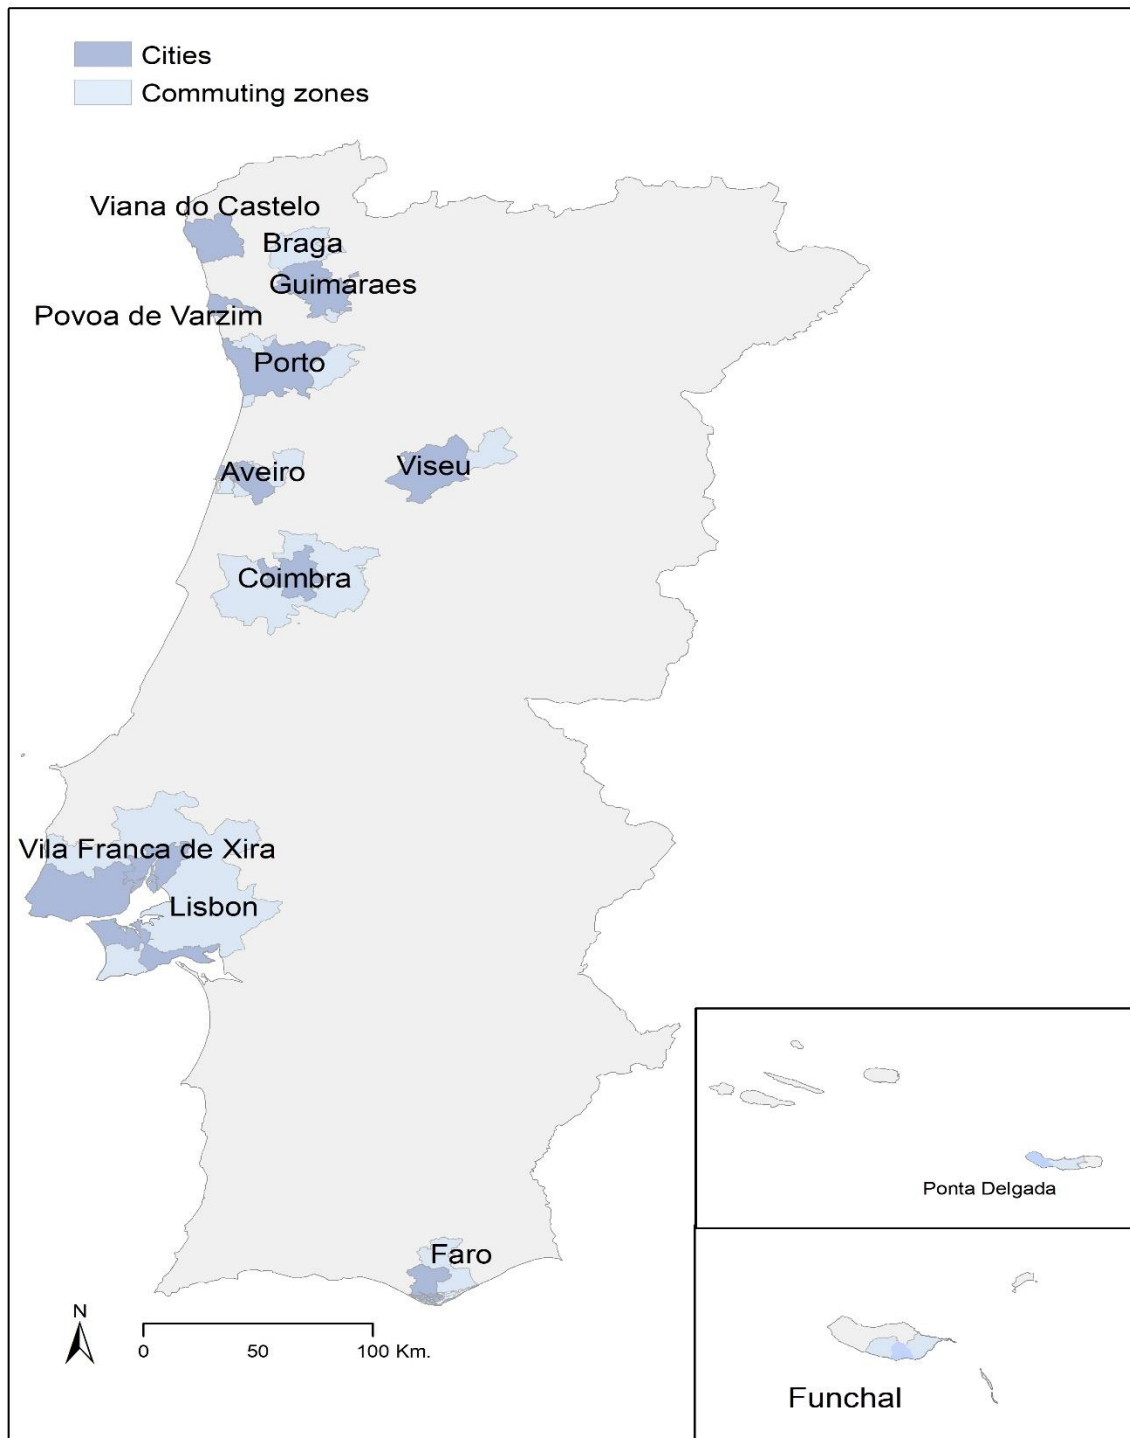 Cities
Commuting zones
Viana do Castelo
Braga
Guimaraes
Povoa de Varzim
Porto
Aveiro
Viseu
Coimbra
Vila Franca de Xira
Lisbon
Ponta Delgada
Faro
N
0 50 100 Km.
Funchal